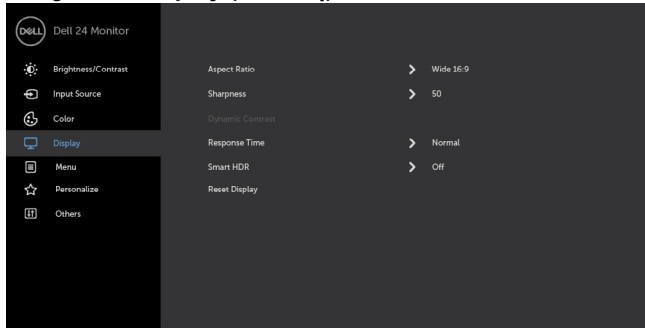 DELL Dell 24 Monitor
Brightness/Contrast
Input Source
Color
Display
Menu
Personalize
Others
Aspect Ratio Wide 16:9
Sharpness 50
Dynamic Contrast
Response Time Normal
Smart HDR Off
Reset Display